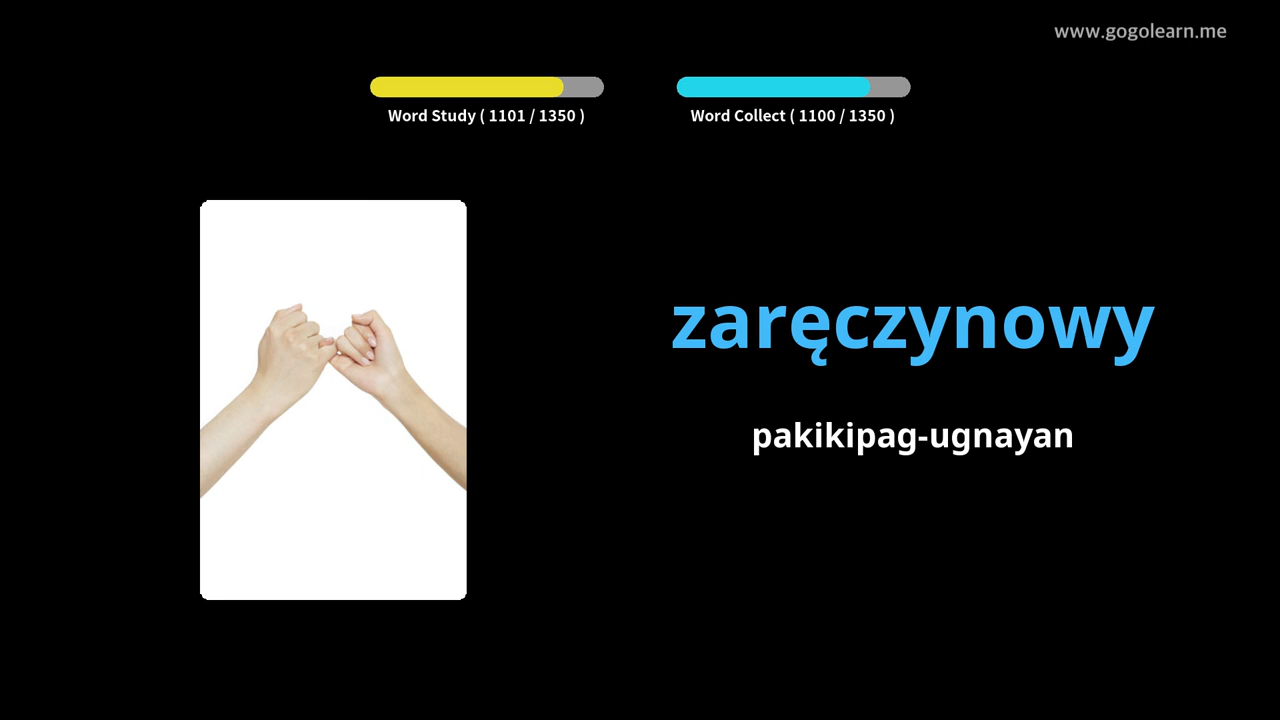 www.gogolearn.me
Word Study ( 1101 / 1350 )
Word Collect ( 1100 / 1350 )
zaręczynowy
pakikipag-ugnayan